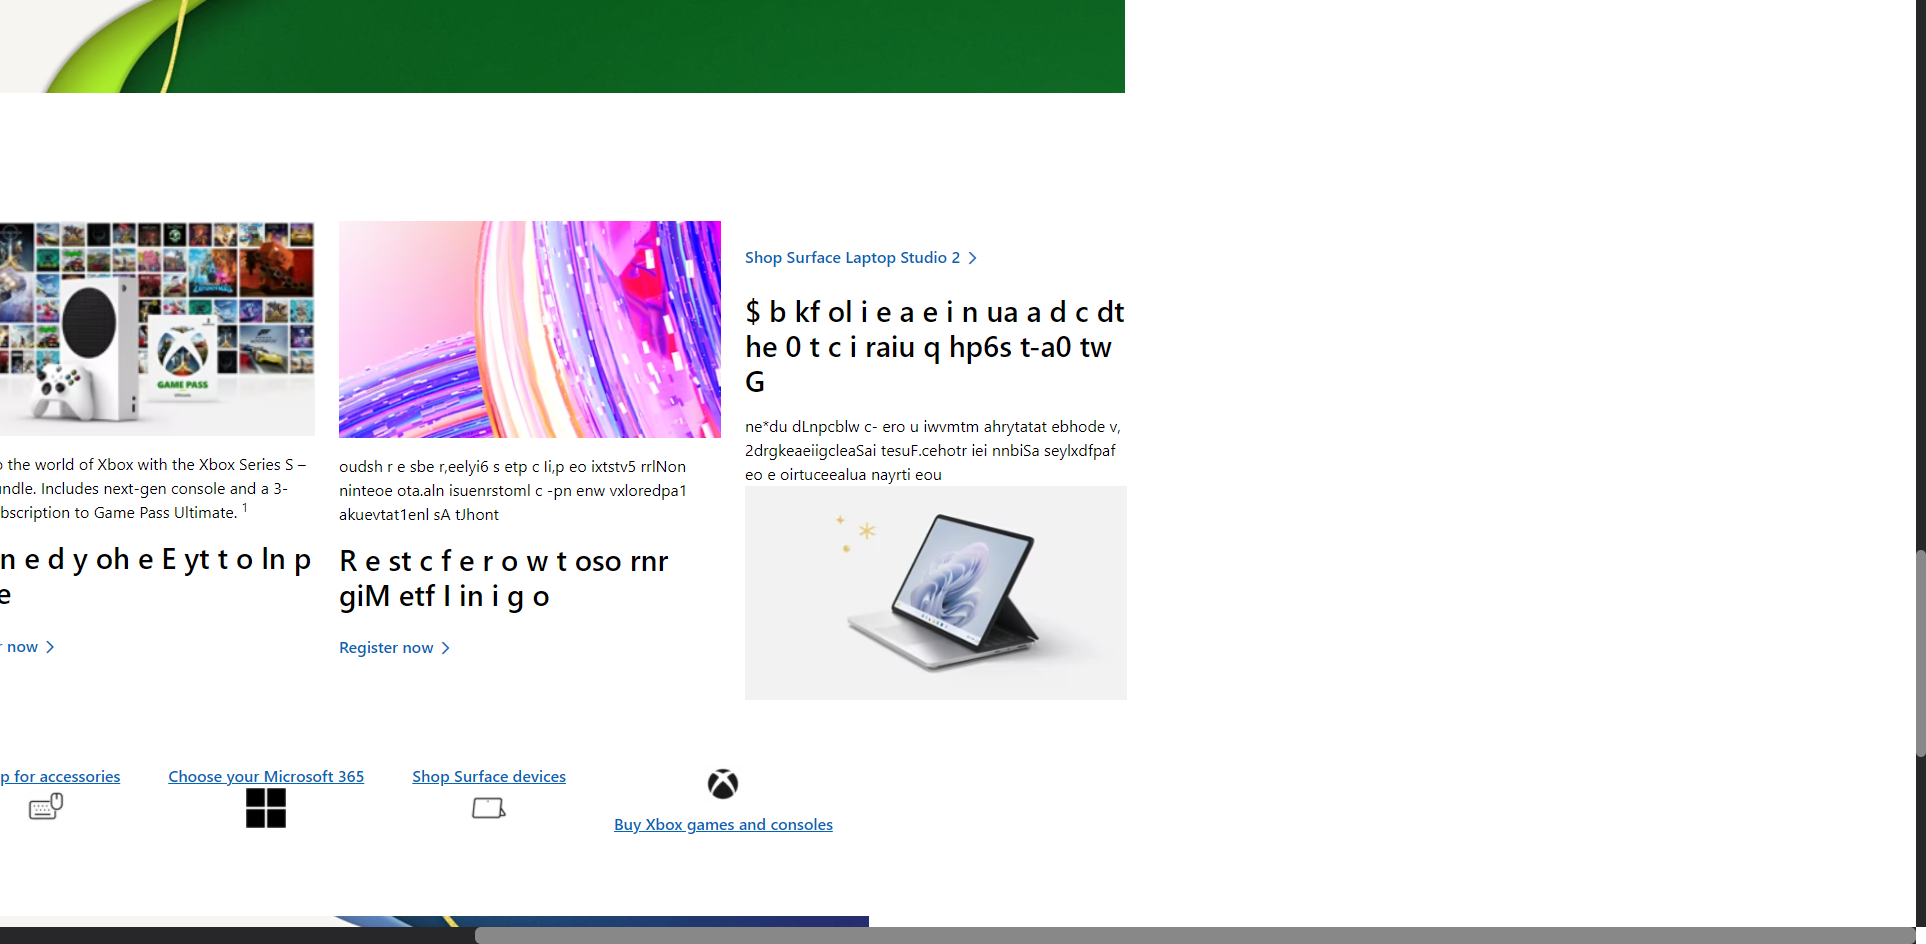 GAME PASS
o the world of Xbox with the Xbox Series S –
undle. Includes next-gen console and a 3-
bscription to Game Pass Ultimate. 1
n e d y oh e E yt t o ln p
e
r now
oudsh r e sbe r,eelyi6 s etp c li,p eo ixtstv5 rrlNon
ninteoe ota.aln isuenrstoml c -pn enw vxloredpa1
akuevtat1enl sA tJhont
R e st c f e r o w t oso rnr
giM etf l in i g o
Register now
Shop Surface Laptop Studio 2
$ b kf ol i e a e i n ua a d c dt
he 0 t c i raiu q hp6s t-a0 tw
G
ne*du dLnpcblw c- ero u iwvmtm ahrytatat ebhode v,
2drgkeaeiigcleaSai tesuF.cehotr iei nnbiSa seylxdfpaf
eo e oirtuceealua nayrti eou
p for accessories
Choose your Microsoft 365
Shop Surface devices
Buy Xbox games and consoles